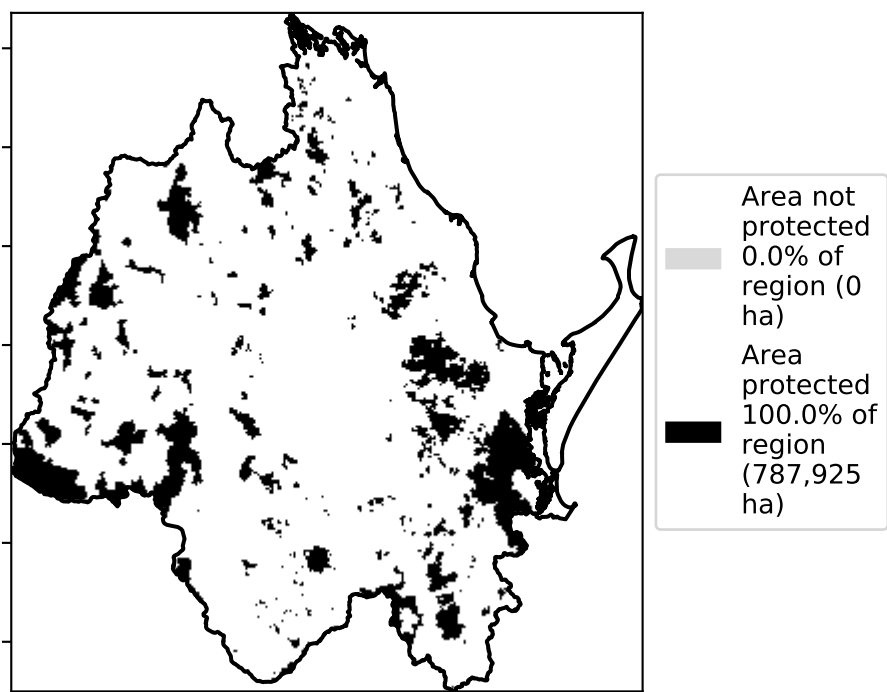 Area not
protected
0.0% of
region (0
ha)
Area
protected
100.0% of
region
(787,925
ha)